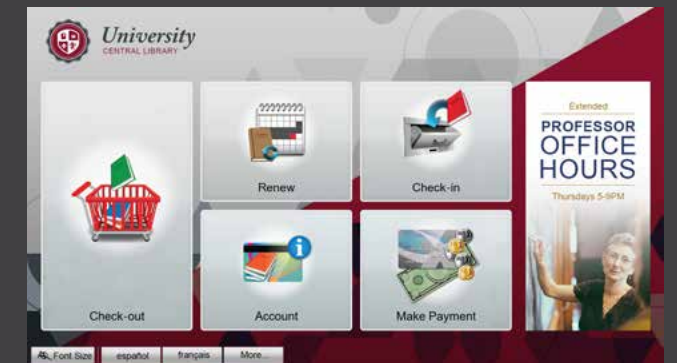 University
CENTRAL LIBRARY
Check-out
Renew
Check-in
Account
Make Payment
Extended
PROFESSOR
OFFICE
HOURS
Thursdays 5-9PM
Font Size
español
français
More...